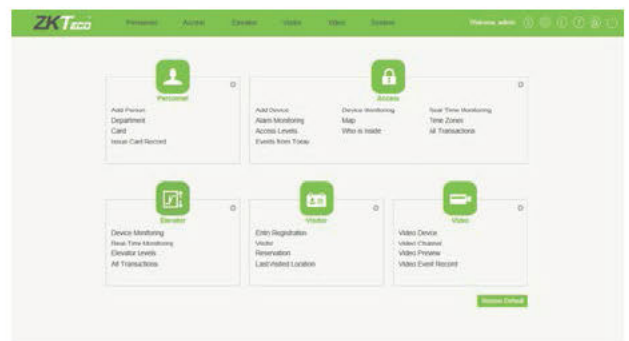 ZKTeco
Personnel Access Elevator Visitor Video System Welcome, admin
Personnel
Add Person
Department
Card
Issue Card Record
Access
Add Device Device Monitoring Real-Time Monitoring
Alarm Monitoring Map Time Zones
Access Levels Who is Inside All Transactions
Events from Today
Elevator
Device Monitoring
Real-Time Monitoring
Elevator Levels
All Transactions
Visitor
Entry Registration
Visitor
Reservation
Last Visited Location
Video
Video Device
Video Channel
Video Preview
Video Event Record
Restore Default